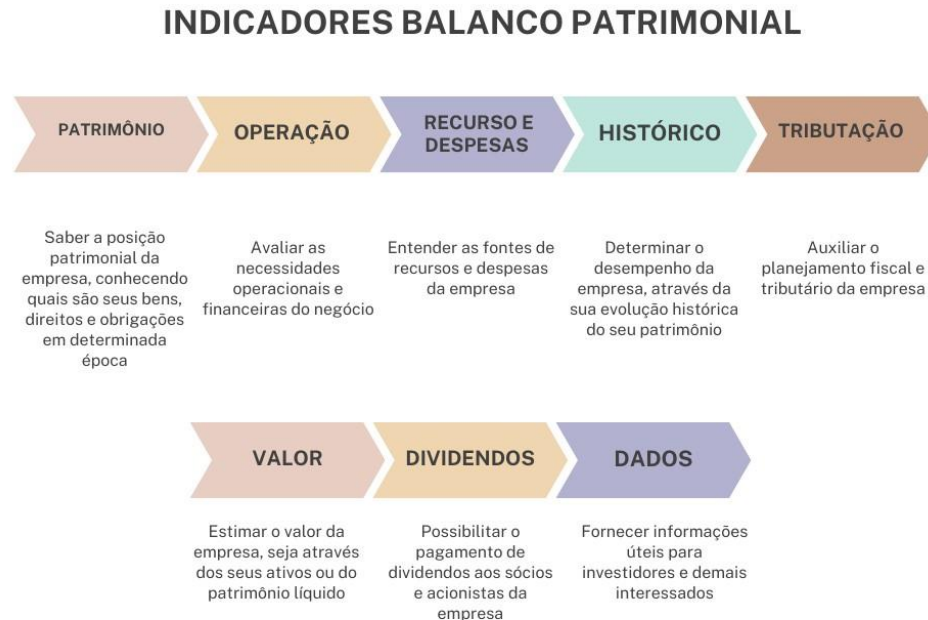 INDICADORES BALANCO PATRIMONIAL
PATRIMÔNIO
OPERAÇÃO
RECURSO E
DESPESAS
HISTÓRICO
TRIBUTAÇÃO
Saber a posição
patrimonial da
empresa, conhecendo
quais são seus bens,
direitos e obrigações
em determinada
época
Avaliar as
necessidades
operacionais e
financeiras do negócio
Entender as fontes de
recursos e despesas
da empresa
Determinar o
desempenho da
empresa, através da
sua evolução histórica
do seu patrimônio
Auxiliar o
planejamento fiscal e
tributário da empresa
VALOR
DIVIDENDOS
DADOS
Estimar o valor da
empresa, seja através
dos seus ativos ou do
patrimônio líquido
Possibilitar o
pagamento de
dividendos aos sócios
e acionistas da
empresa
Fornecer informações
úteis para
investidores e demais
interessados